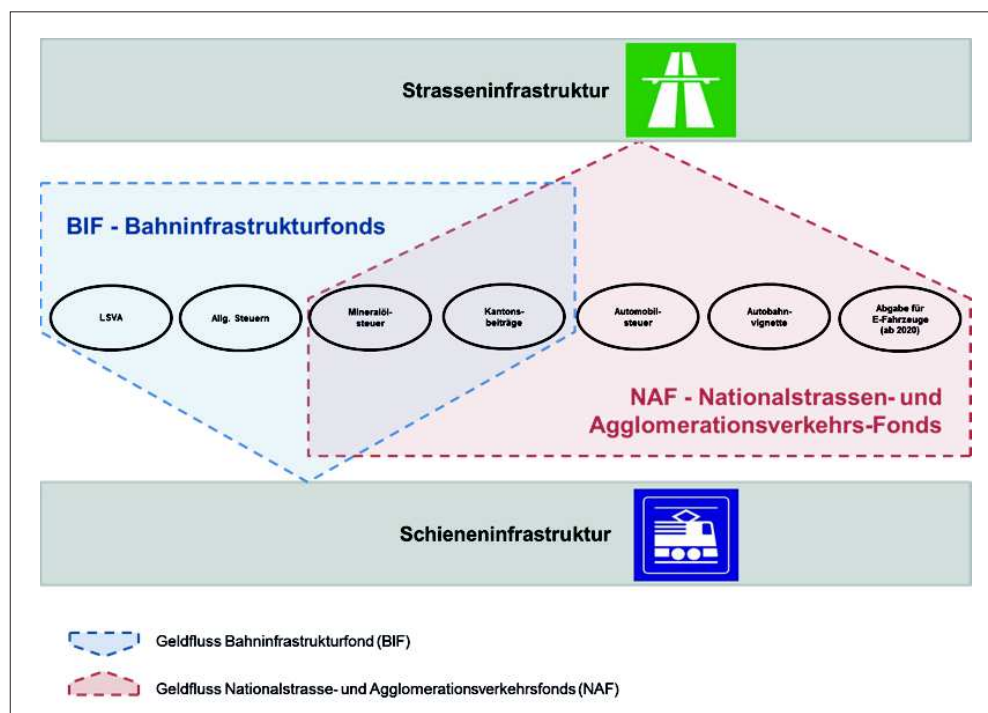 Strasseninfrastruktur
BIF - Bahninfrastrukturfonds
LSVA
Allg. Steuern
Mineralöl-
steuer
Kantons-
beiträge
Automobil-
steuer
Autobahn-
vignette
Abgabe für
E-Fahrzeuge
(ab 2020)
NAF - Nationalstrassen- und
Agglomerationsverkehrs-Fonds
Schieneninfrastruktur
Geldfluss Bahninfrastrukturfond (BIF)
Geldfluss Nationalstrasse- und Agglomerationsverkehrsfonds (NAF)